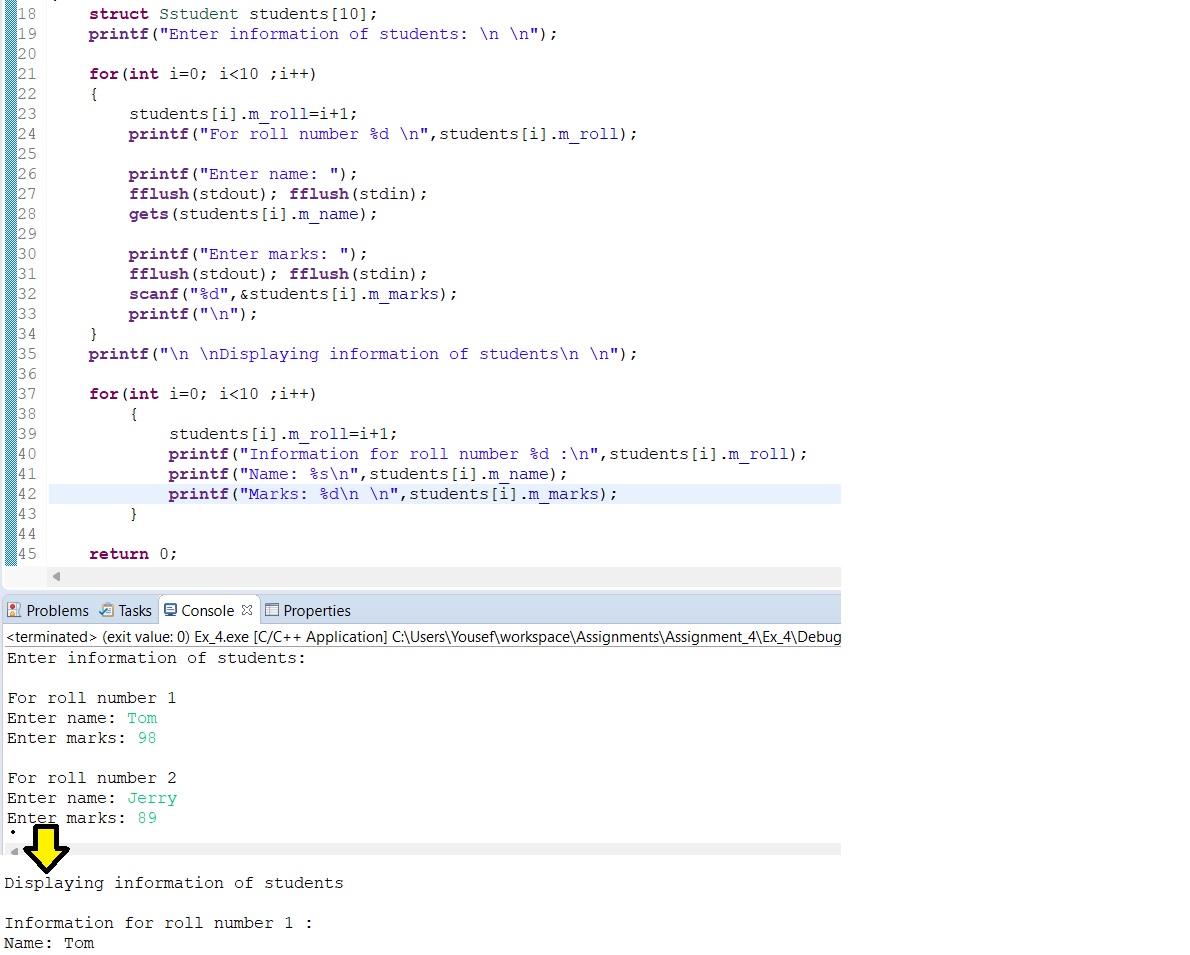 18 struct Sstudent students[10];
19 printf("Enter information of students: \n \n");
20
21 for(int i=0; i<10 ;i++)
22 {
23 students[i].m_roll=i+1;
24 printf("For roll number %d \n",students[i].m_roll);
25
26 printf("Enter name: ");
27 fflush(stdout); fflush(stdin);
28 gets(students[i].m_name);
29
30 printf("Enter marks: ");
31 fflush(stdout); fflush(stdin);
32 scanf("%d",&students[i].m_marks);
33 printf("\n");
34 }
35 printf("\n \nDisplaying information of students\n \n");
36
37 for(int i=0; i<10 ;i++)
38 {
39 students[i].m_roll=i+1;
40 printf("Information for roll number %d :\n",students[i].m_roll);
41 printf("Name: %s\n",students[i].m_name);
42 printf("Marks: %d\n \n",students[i].m_marks);
43 }
44
45 return 0;
Problems Tasks Console Properties
<terminated> (exit value: 0) Ex_4.exe [C/C++ Application] C:\Users\Yousef\workspace\Assignments\Assignment_4\Ex_4\Debug
Enter information of students:
For roll number 1
Enter name: Tom
Enter marks: 98
For roll number 2
Enter name: Jerry
Enter marks: 89
Displaying information of students
Information for roll number 1 :
Name: Tom